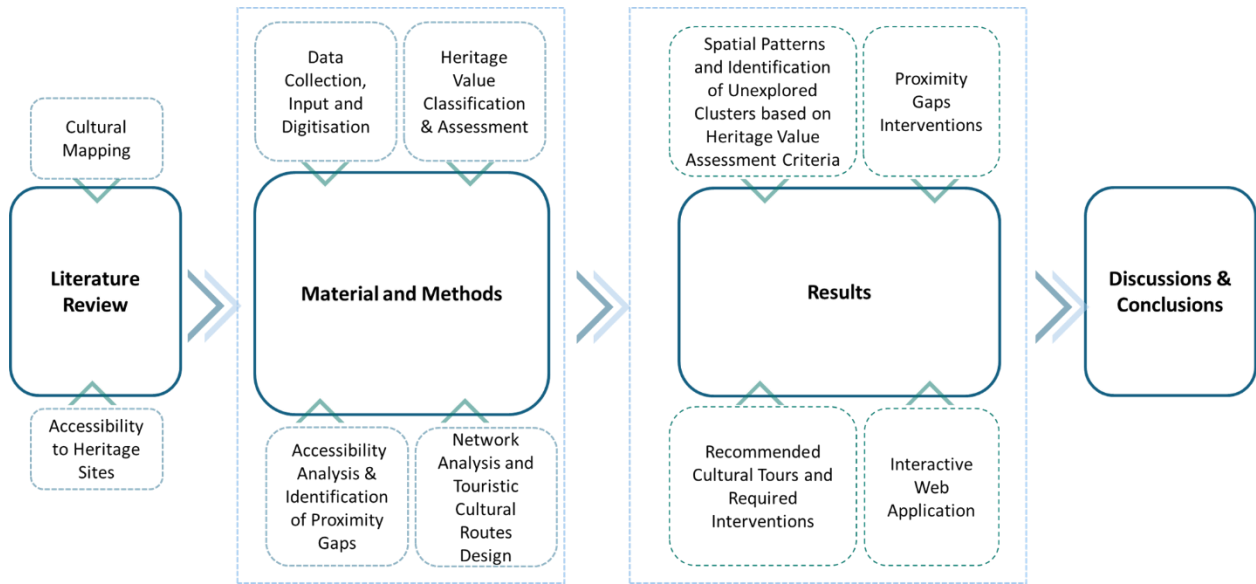 Cultural
Mapping
Literature
Review
Accessibility
to Heritage
Sites
Data
Collection,
Input and
Digitisation
Heritage
Value
Classification
& Assessment
Material and Methods
Accessibility
Analysis &
Identification
of Proximity
Gaps
Network
Analysis and
Touristic
Cultural
Routes
Design
Spatial Patterns
and Identification
of Unexplored
Clusters based on
Heritage Value
Assessment Criteria
Proximity
Gaps
Interventions
Results
Recommended
Cultural Tours and
Required
Interventions
Interactive
Web
Application
Discussions &
Conclusions